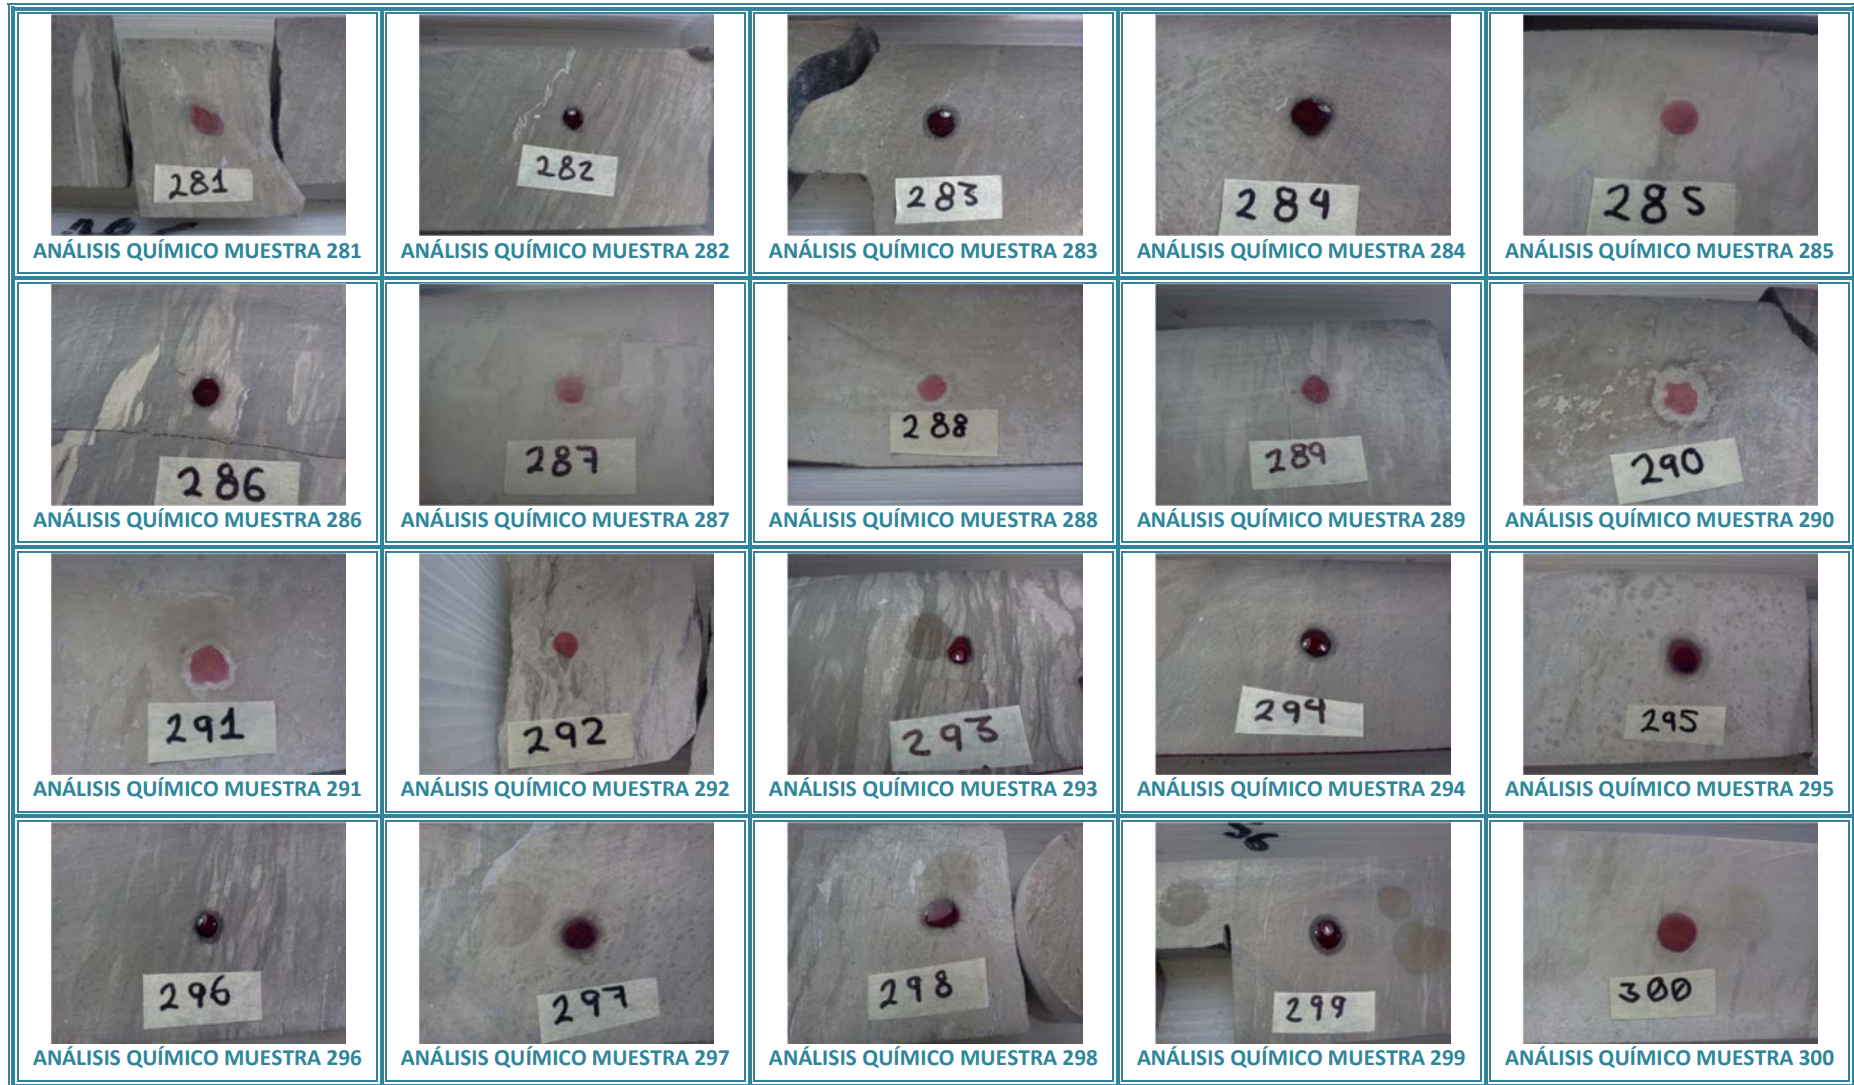 281
282
283
284
285
ANÁLISIS QUÍMICO MUESTRA 281
ANÁLISIS QUÍMICO MUESTRA 282
ANÁLISIS QUÍMICO MUESTRA 283
ANÁLISIS QUÍMICO MUESTRA 284
ANÁLISIS QUÍMICO MUESTRA 285
286
287
288
289
290
ANÁLISIS QUÍMICO MUESTRA 286
ANÁLISIS QUÍMICO MUESTRA 287
ANÁLISIS QUÍMICO MUESTRA 288
ANÁLISIS QUÍMICO MUESTRA 289
ANÁLISIS QUÍMICO MUESTRA 290
291
292
293
294
295
ANÁLISIS QUÍMICO MUESTRA 291
ANÁLISIS QUÍMICO MUESTRA 292
ANÁLISIS QUÍMICO MUESTRA 293
ANÁLISIS QUÍMICO MUESTRA 294
ANÁLISIS QUÍMICO MUESTRA 295
296
297
298
56
299
300
ANÁLISIS QUÍMICO MUESTRA 296
ANÁLISIS QUÍMICO MUESTRA 297
ANÁLISIS QUÍMICO MUESTRA 298
ANÁLISIS QUÍMICO MUESTRA 299
ANÁLISIS QUÍMICO MUESTRA 300